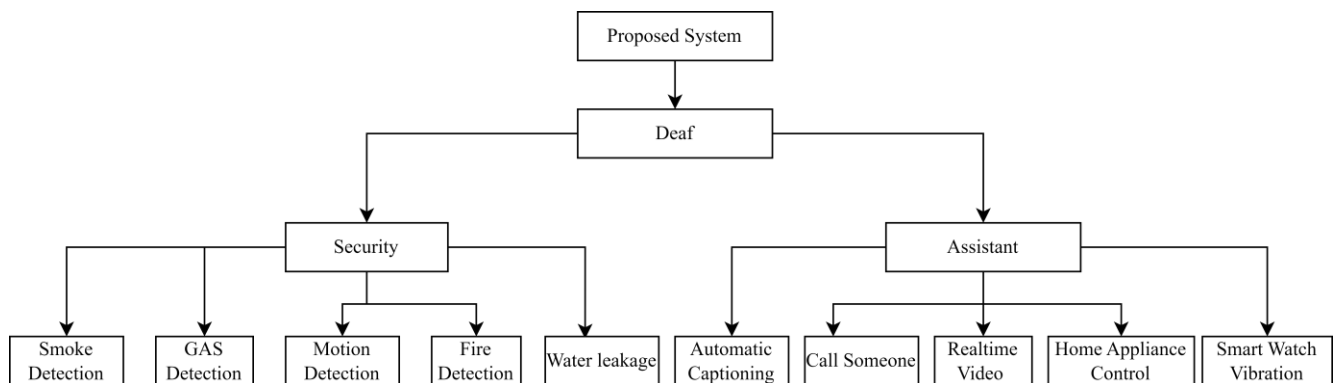 Proposed System
Deaf
Security
Assistant
Smoke
Detection
GAS
Detection
Motion
Detection
Fire
Detection
Water leakage
Automatic
Captioning
Call Someone
Realtime
Video
Home Appliance
Control
Smart Watch
Vibration